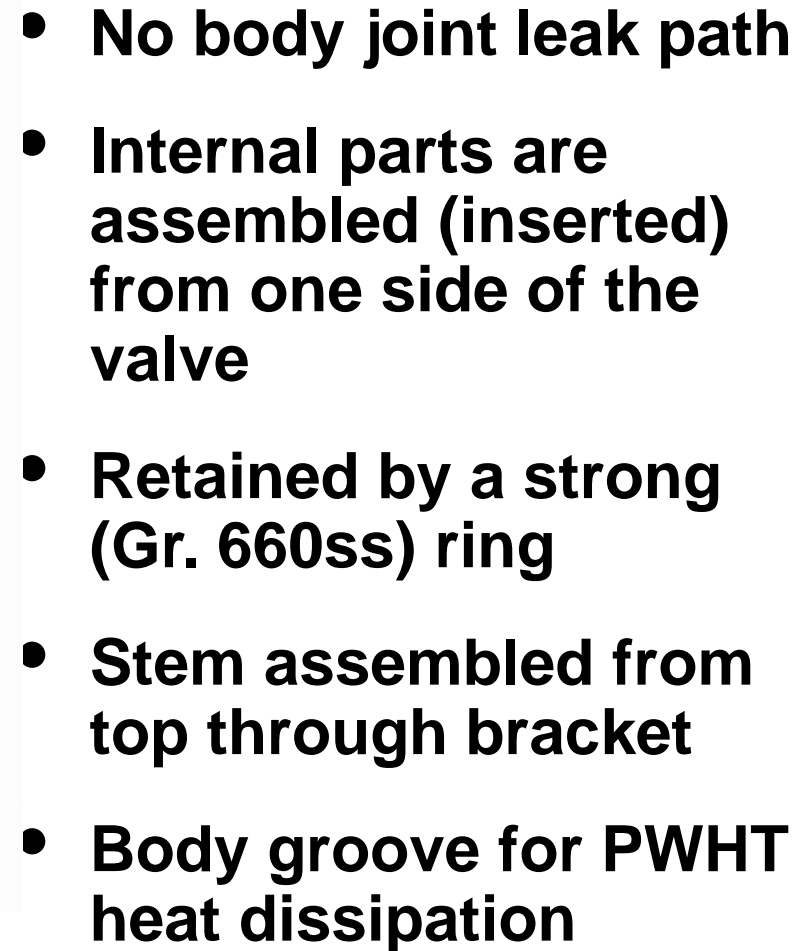 • No body joint leak path
• Internal parts are
assembled (inserted)
from one side of the
valve
• Retained by a strong
(Gr. 660ss) ring
• Stem assembled from
top through bracket
• Body groove for PWHT
heat dissipation